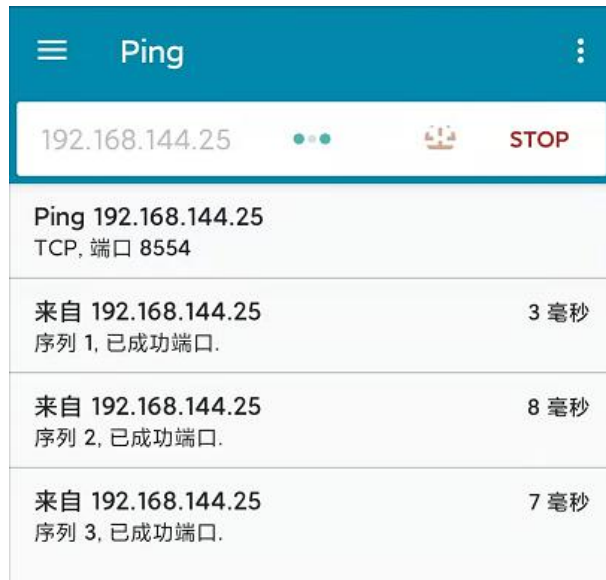 Ping
192.168.144.25
STOP
Ping 192.168.144.25
TCP, 端口 8554
来自 192.168.144.25
3 毫秒
序列 1, 已成功端口.
来自 192.168.144.25
8 毫秒
序列 2, 已成功端口.
来自 192.168.144.25
7 毫秒
序列 3, 已成功端口.